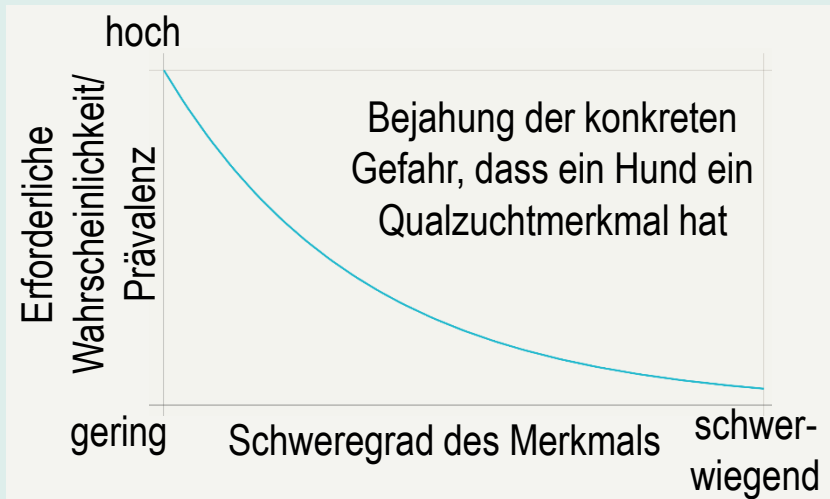 hoch
Erforderliche
Wahrscheinlichkeit/
Prävalenz
Bejahung der konkreten
Gefahr, dass ein Hund ein
Qualzuchtmerkmal hat
gering
Schweregrad des Merkmals
schwer-
wiegend